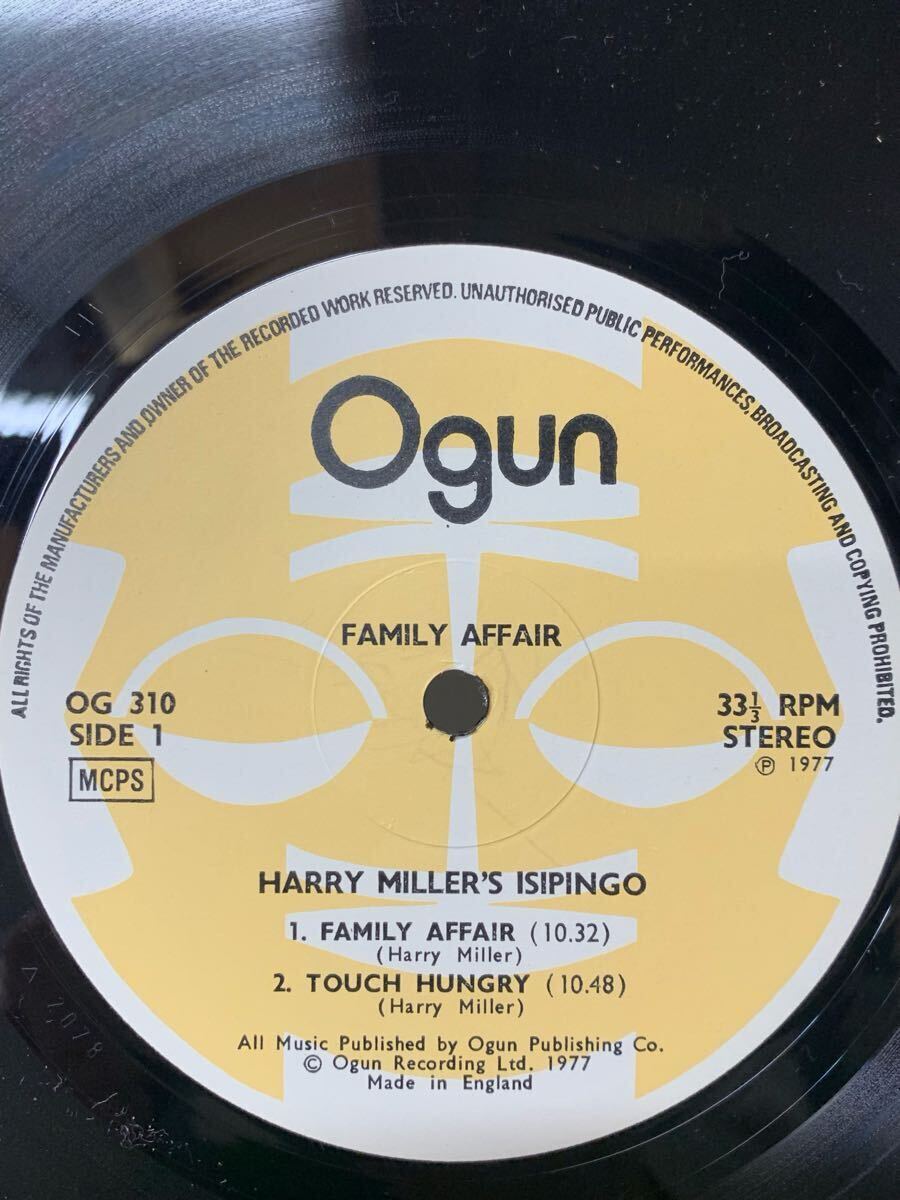 ALL RIGHTS OF THE MANUFACTURERS AND OWNER OF THE RECORDED WORK RESERVED. UNAUTHORISED PUBLIC PERFORMANCES, BROADCASTING AND COPYING PROHIBITED.
Ogun
FAMILY AFFAIR
OG 310
SIDE 1
MCPS
33⅓ RPM
STEREO
Ⓟ 1977
HARRY MILLER'S ISIPINGO
1. FAMILY AFFAIR (10.32)
(Harry Miller)
2. TOUCH HUNGRY (10.48)
(Harry Miller)
All Music Published by Ogun Publishing Co.
© Ogun Recording Ltd. 1977
Made in England